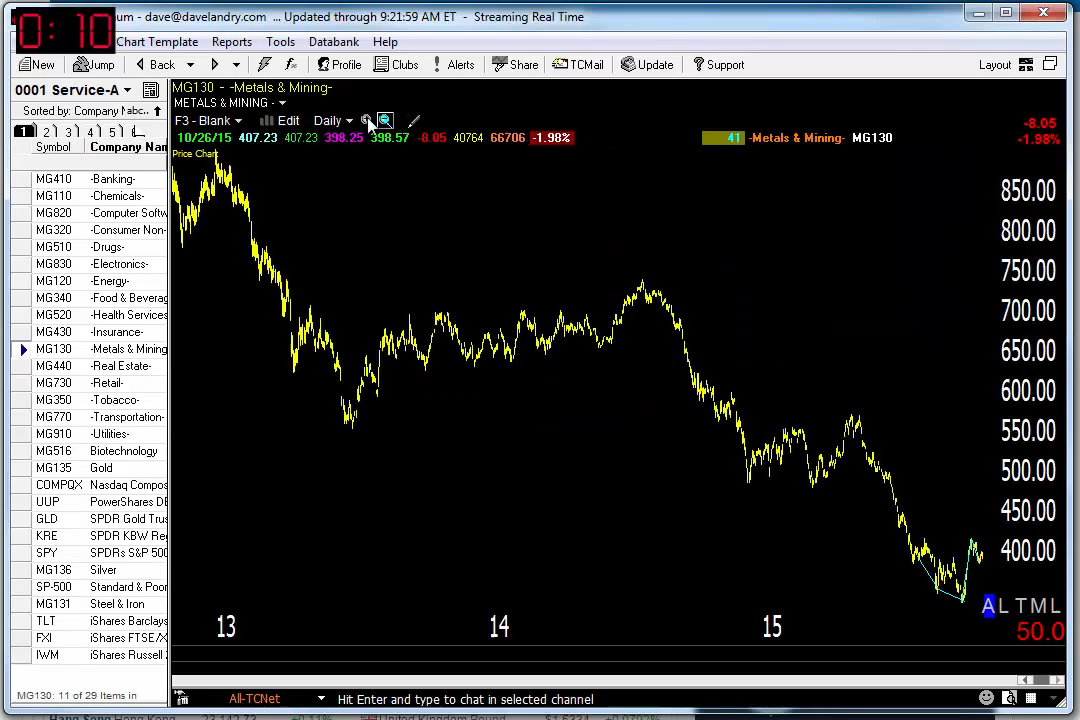 0:10
um - dave@davelandry.com ... Updated through 9:21:59 AM ET - Streaming Real Time
Chart Template Reports Tools Databank Help
New Jump Back Profile Clubs Alerts Share TCMail Update Support Layout
0001 Service-A
Sorted by: Company Nabc..
1 2 3 4 5
Symbol Company Nam
MG410 -Banking-
MG110 -Chemicals-
MG820 -Computer Softw
MG320 -Consumer Non-
MG510 -Drugs-
MG830 -Electronics-
MG120 -Energy-
MG340 -Food & Beverag
MG520 -Health Services
MG430 -Insurance-
MG130 -Metals & Mining
MG440 -Real Estate-
MG730 -Retail-
MG350 -Tobacco-
MG770 -Transportation-
MG910 -Utilities-
MG516 Biotechnology
MG135 Gold
COMPQX Nasdaq Compos
UUP PowerShares DB
GLD SPDR Gold Trus
KRE SPDR KBW Reg
SPY SPDRs S&P 500
MG136 Silver
SP-500 Standard & Poor
MG131 Steel & Iron
TLT iShares Barclays
FXI iShares FTSE/X
IWM iShares Russell
MG130: 11 of 29 Items in
MG130 - -Metals & Mining-
METALS & MINING -
F3 - Blank Edit Daily
10/26/15 407.23 407.23 398.25 398.57 -8.05 40764 66706 -1.98% 41 -Metals & Mining- MG130
-8.05
-1.98%
Price Chart
850.00
800.00
750.00
700.00
650.00
600.00
550.00
500.00
450.00
400.00
A L T M L
50.0
13 14 15
All-TCNet Hit Enter and type to chat in selected channel